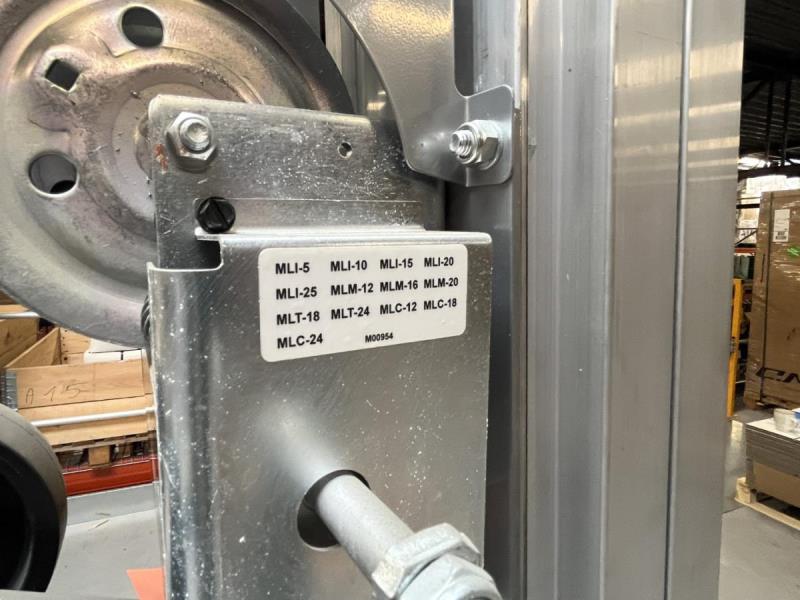 MLI-5 MLI-10 MLI-15 MLI-20
MLI-25 MLM-12 MLM-16 MLM-20
MLT-18 MLT-24 MLC-12 MLC-18
MLC-24 M00954
A15